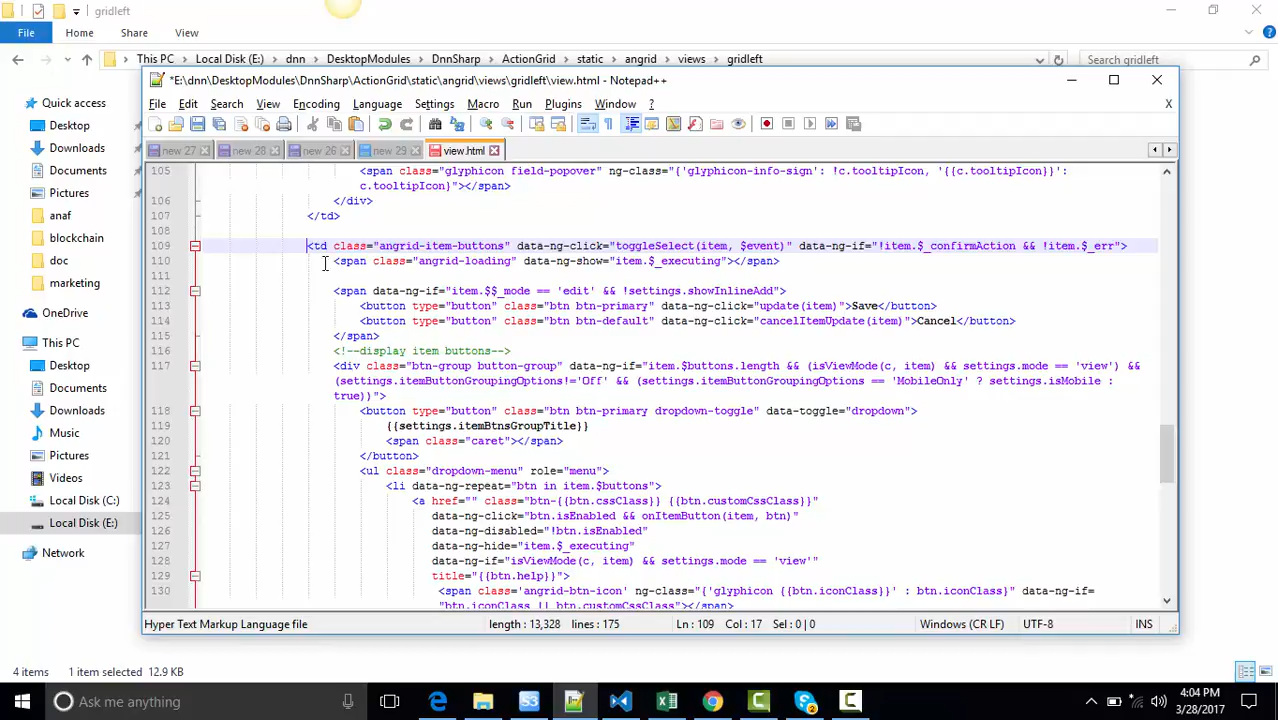 gridleft
File Home Share View
This PC Local Disk (E:) dnn DesktopModules DnnSharp ActionGrid static angrid views gridleft Search gridleft
*E:\dnn\DesktopModules\DnnSharp\ActionGrid\static\angrid\views\gridleft\view.html - Notepad++
File Edit Search View Encoding Language Settings Macro Run Plugins Window ? X
new 27 new 28 new 26 new 29 view.html
Quick access
Desktop
Downloads
Documents
Pictures
anaf
blockchain
doc
marketing
OneDrive
This PC
Desktop
Documents
Downloads
Music
Pictures
Videos
Local Disk (C:)
Local Disk (E:)
Network
105 <span class="glyphicon field-popover" ng-class="{'glyphicon-info-sign': !c.tooltipIcon, '{{c.tooltipIcon}}':
c.tooltipIcon}"></span>
106 </div>
107 </td>
108
109 <td class="angrid-item-buttons" data-ng-click="toggleSelect(item, $event)" data-ng-if="!item.$_confirmAction && !item.$_err">
110 <span class="angrid-loading" data-ng-show="item.$_executing"></span>
111
112 <span data-ng-if="item.$$_mode == 'edit' && !settings.showInlineAdd">
113 <button type="button" class="btn btn-primary" data-ng-click="update(item)">Save</button>
114 <button type="button" class="btn btn-default" data-ng-click="cancelItemUpdate(item)">Cancel</button>
115 </span>
116 <!--display item buttons-->
117 <div class="btn-group button-group" data-ng-if="item.$buttons.length && (isViewMode(c, item) && settings.mode == 'view') &&
(settings.itemButtonGroupingOptions!='Off' && (settings.itemButtonGroupingOptions == 'MobileOnly' ? settings.isMobile :
true))">
118 <button type="button" class="btn btn-primary dropdown-toggle" data-toggle="dropdown">
119 {{settings.itemBtnsGroupTitle}}
120 <span class="caret"></span>
121 </button>
122 <ul class="dropdown-menu" role="menu">
123 <li data-ng-repeat="btn in item.$buttons">
124 <a href="" class="btn-{{btn.cssClass}} {{btn.customCssClass}}"
125 data-ng-click="btn.isEnabled && onItemButton(item, btn)"
126 data-ng-disabled="!btn.isEnabled"
127 data-ng-hide="item.$_executing"
128 data-ng-if="isViewMode(c, item) && settings.mode == 'view'"
129 title="{{btn.help}}">
130 <span class='angrid-btn-icon' ng-class="{'glyphicon {{btn.iconClass}}' : btn.iconClass}" data-ng-if=
"btn.iconClass || btn.customCssClass"></span>
Hyper Text Markup Language file length : 13,328 lines : 175 Ln : 109 Col : 17 Sel : 0 | 0 Windows (CR LF) UTF-8 INS
4 items 1 item selected 12.9 KB
Ask me anything
4:04 PM
3/28/2017